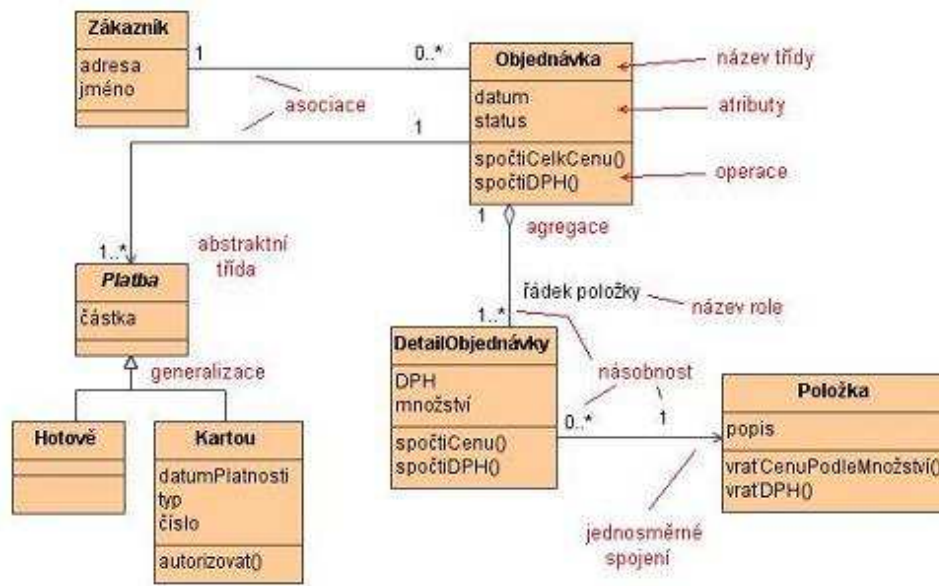 Zákazník
adresa
jméno
1
0..*
asociace
1
Objednávka
datum
status
spočtiCelkCenu()
spočtiDPH()
název třídy
atributy
operace
1
agregace
abstraktní
třída
1..*
Platba
částka
generalizace
Hotově
Kartou
datumPlatnosti
typ
číslo
autorizovat()
řádek položky
název role
1..*
DetailObjednávky
DPH
množství
spočtiCenu()
spočtiDPH()
násobnost
0..*
1
Položka
popis
vraťCenuPodleMnožství()
vraťDPH()
jednosměrné
spojení